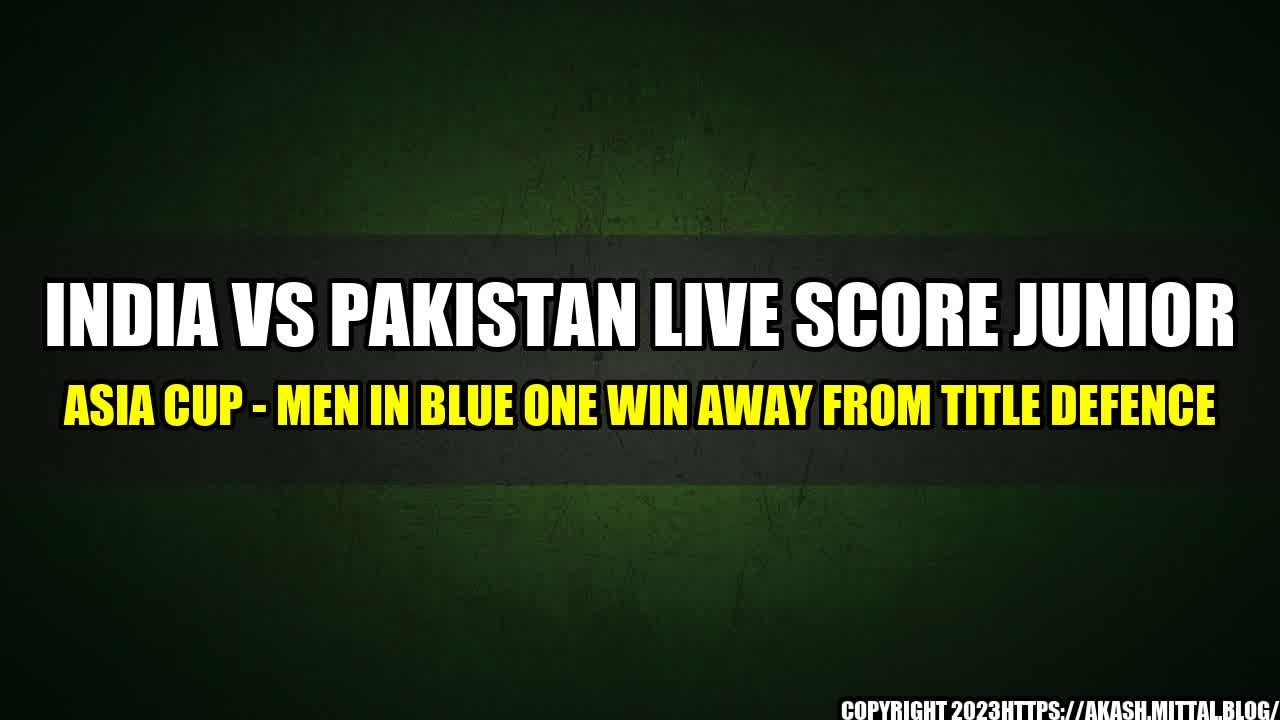 INDIA VS PAKISTAN LIVE SCORE JUNIOR
ASIA CUP - MEN IN BLUE ONE WIN AWAY FROM TITLE DEFENCE
COPYRIGHT 2023HTTPS://AKASH.MITTAL.BLOG/